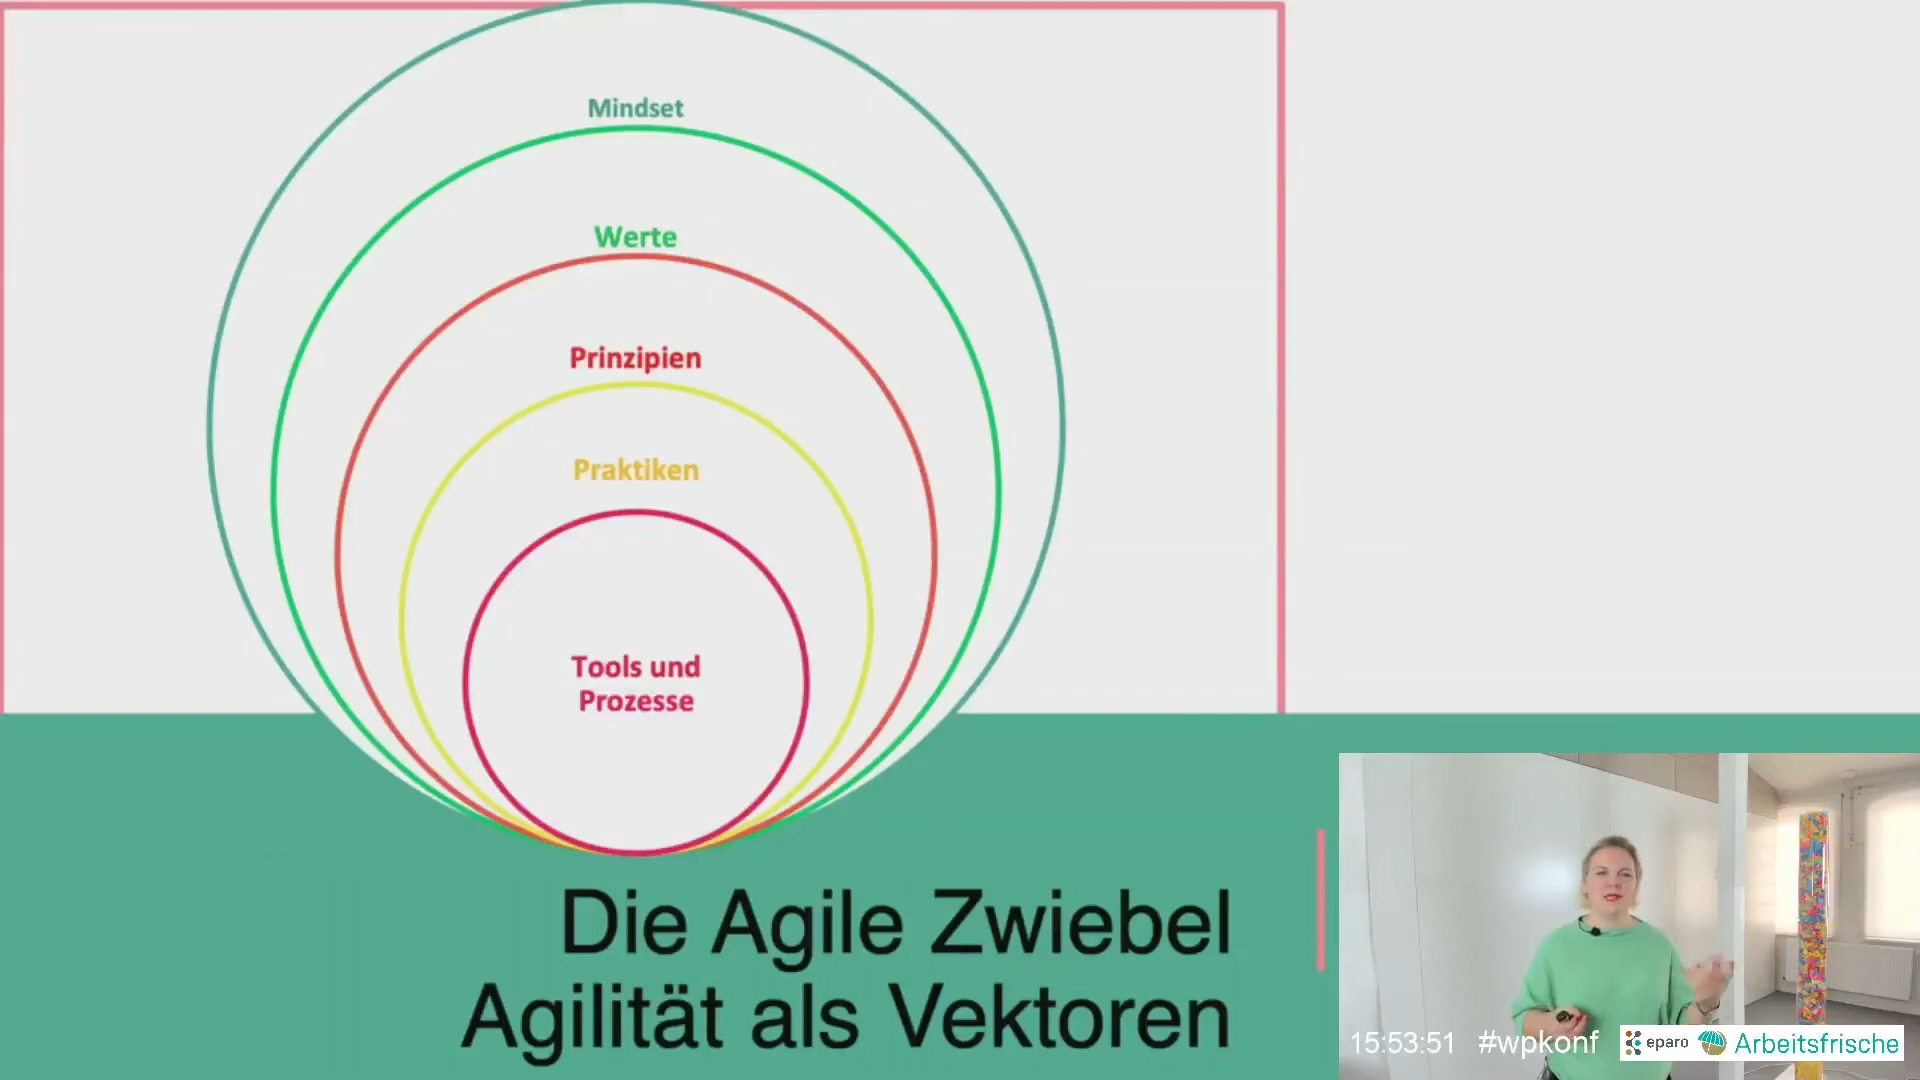 Mindset
Werte
Prinzipien
Praktiken
Tools und
Prozesse
Die Agile Zwiebel
Agilität als Vektoren
15:53:51 #wpkonf eparo Arbeitsfrische